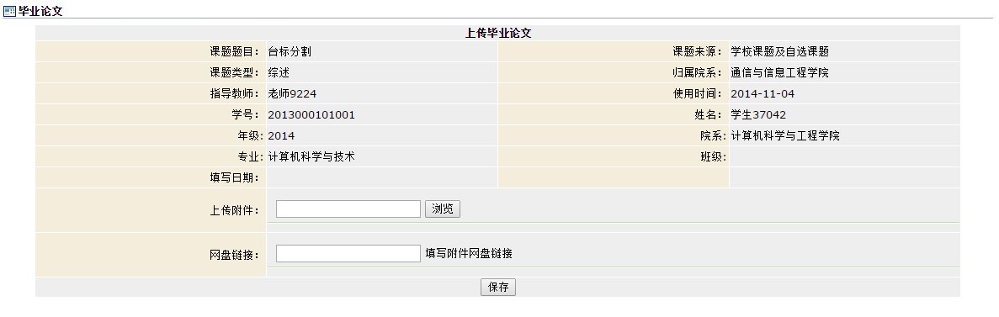 毕业论文
上传毕业论文
课题题目： 台标分割 课题来源： 学校课题及自选课题
课题类型： 综述 归属院系： 通信与信息工程学院
指导教师： 老师9224 使用时间： 2014-11-04
学号： 2013000101001 姓名： 学生37042
年级: 2014 院系: 计算机科学与工程学院
专业: 计算机科学与技术 班级:
填写日期：
上传附件： 浏览
网盘链接： 填写附件网盘链接
保存